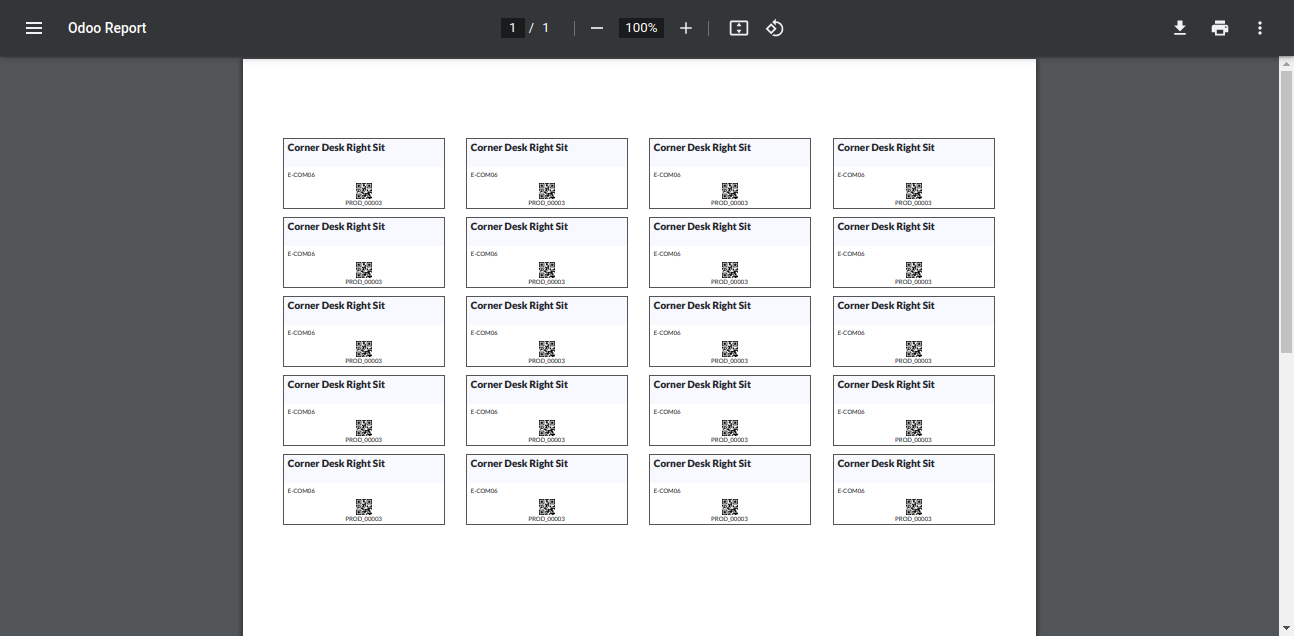 Odoo Report
1 / 1
100%
Corner Desk Right Sit Corner Desk Right Sit Corner Desk Right Sit Corner Desk Right Sit
E-COM06 E-COM06 E-COM06 E-COM06
PROD_00003 PROD_00003 PROD_00003 PROD_00003
Corner Desk Right Sit Corner Desk Right Sit Corner Desk Right Sit Corner Desk Right Sit
E-COM06 E-COM06 E-COM06 E-COM06
PROD_00003 PROD_00003 PROD_00003 PROD_00003
Corner Desk Right Sit Corner Desk Right Sit Corner Desk Right Sit Corner Desk Right Sit
E-COM06 E-COM06 E-COM06 E-COM06
PROD_00003 PROD_00003 PROD_00003 PROD_00003
Corner Desk Right Sit Corner Desk Right Sit Corner Desk Right Sit Corner Desk Right Sit
E-COM06 E-COM06 E-COM06 E-COM06
PROD_00003 PROD_00003 PROD_00003 PROD_00003
Corner Desk Right Sit Corner Desk Right Sit Corner Desk Right Sit Corner Desk Right Sit
E-COM06 E-COM06 E-COM06 E-COM06
PROD_00003 PROD_00003 PROD_00003 PROD_00003